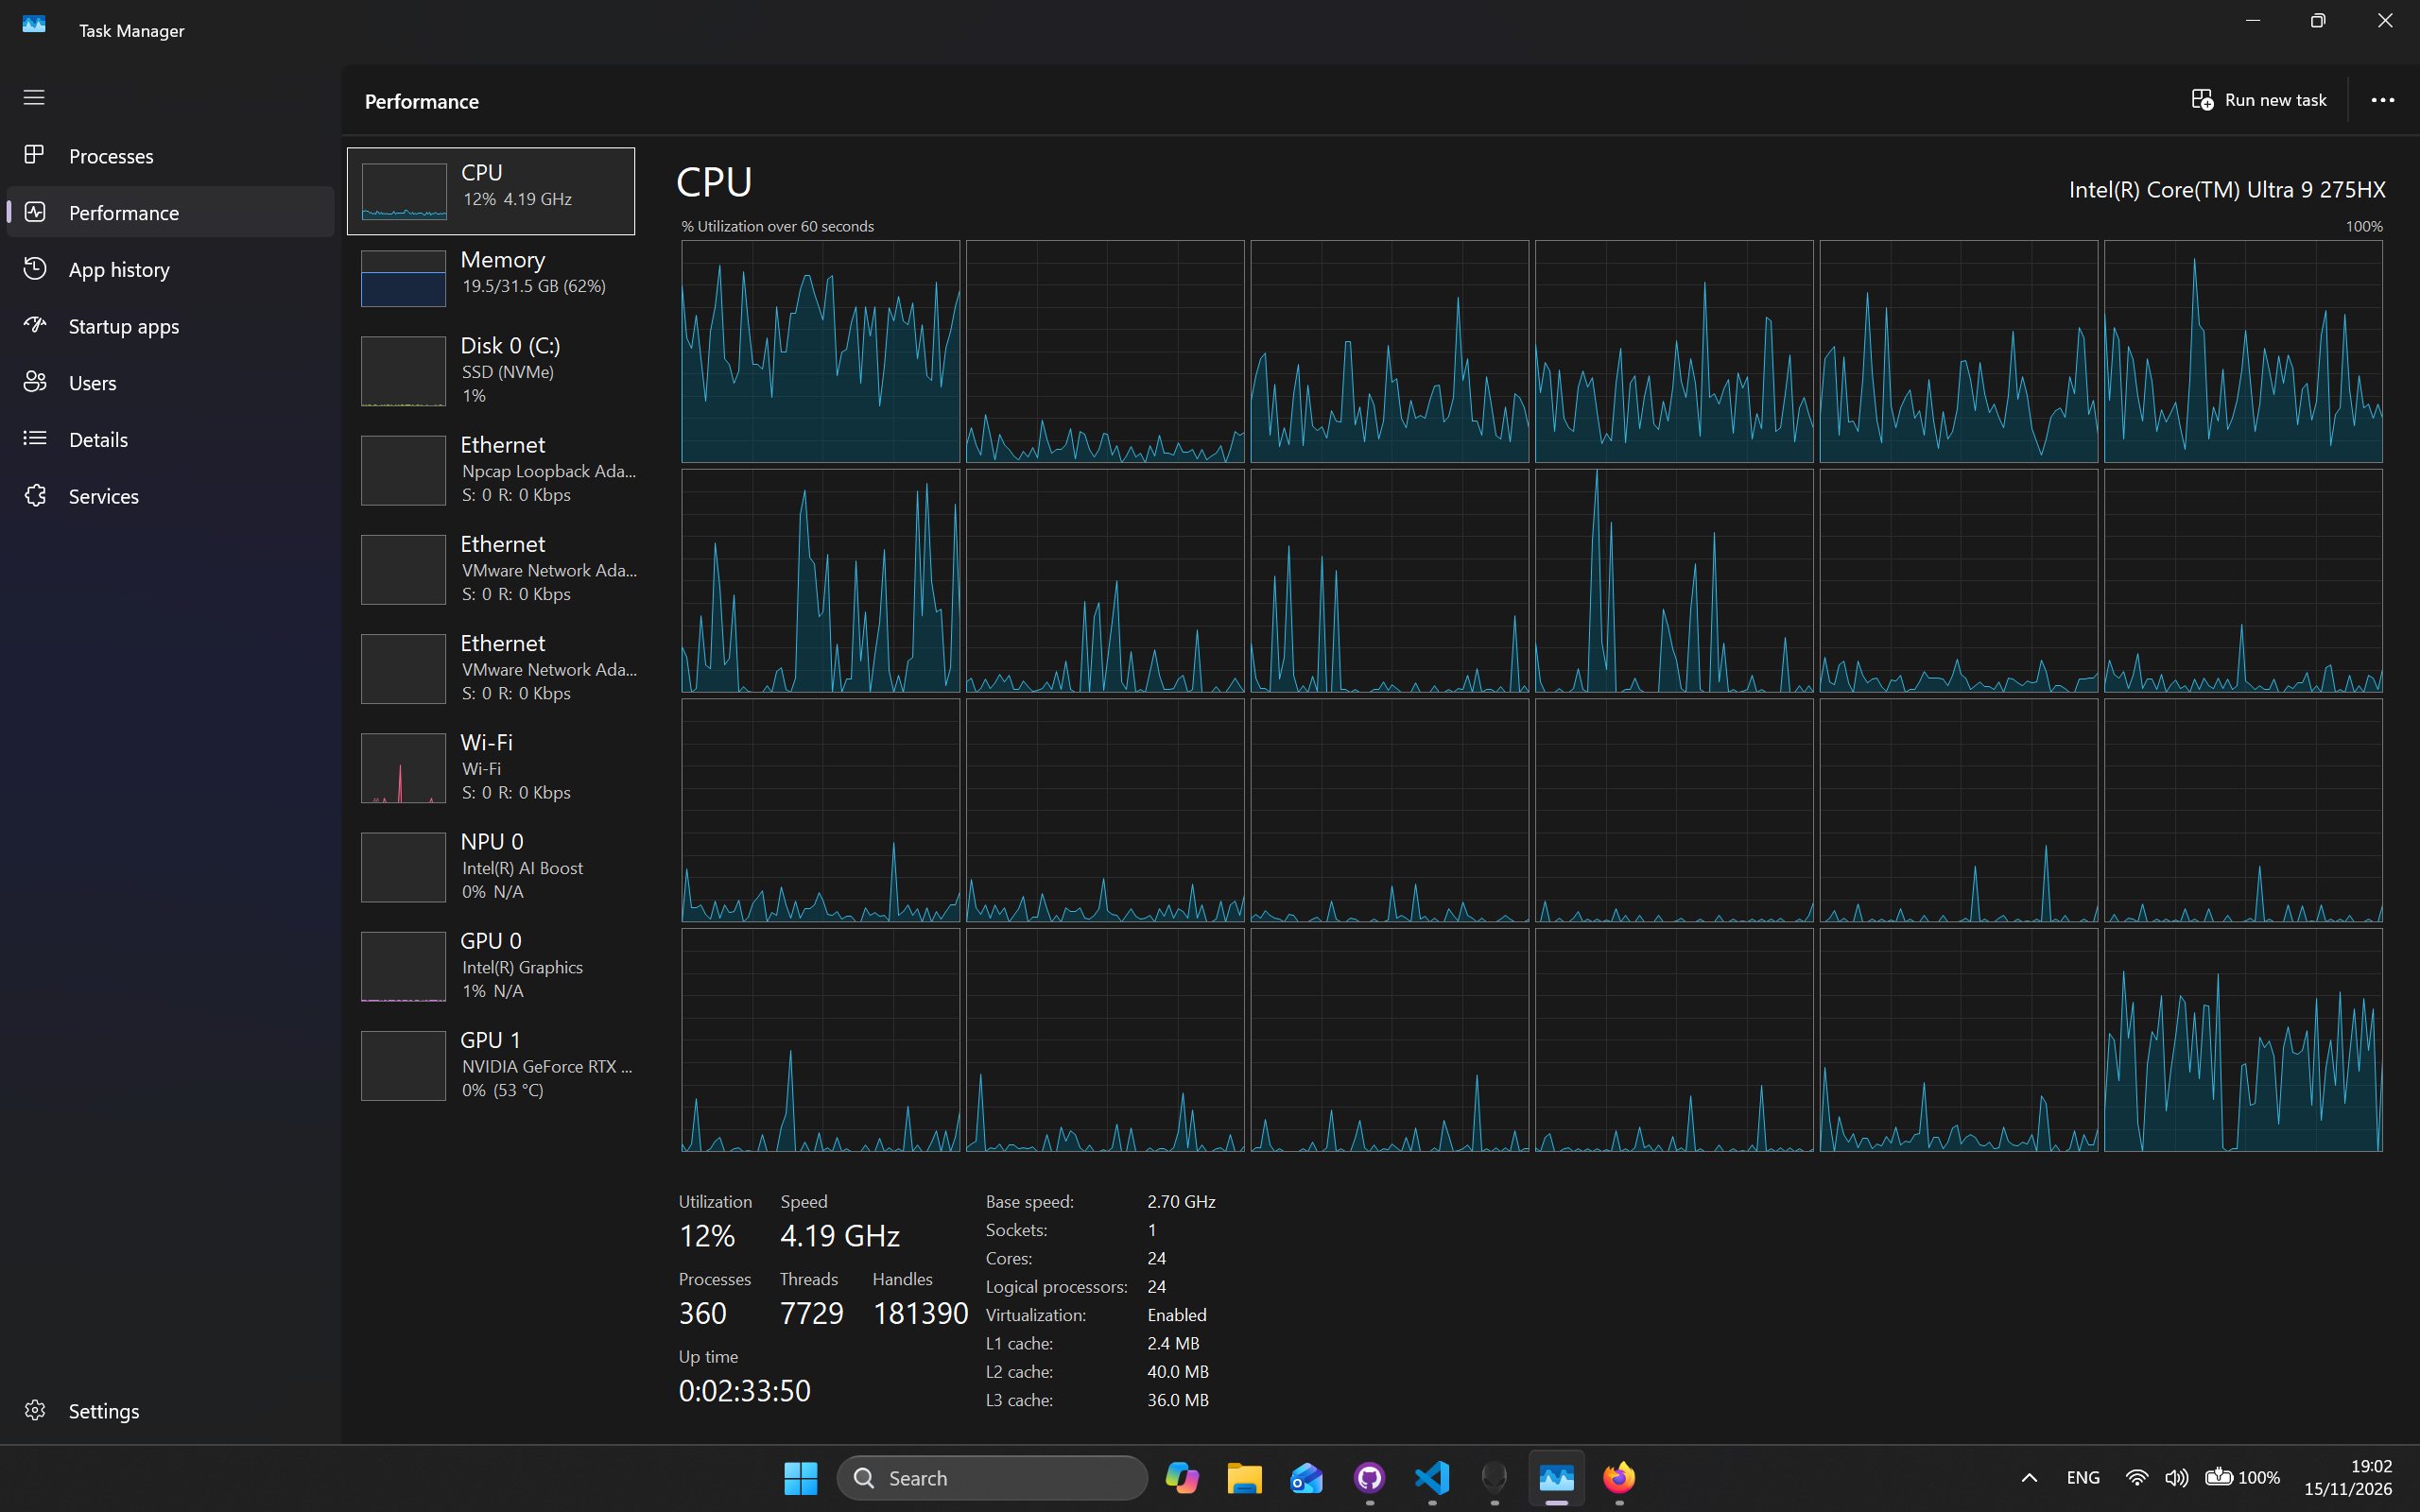 Task Manager
Processes
Performance
App history
Startup apps
Users
Details
Services
Settings
Performance
Run new task
CPU
12% 4.19 GHz
Memory
19.5/31.5 GB (62%)
Disk 0 (C:)
SSD (NVMe)
1%
Ethernet
Npcap Loopback Ada...
S: 0 R: 0 Kbps
Ethernet
VMware Network Ada...
S: 0 R: 0 Kbps
Ethernet
VMware Network Ada...
S: 0 R: 0 Kbps
Wi-Fi
Wi-Fi
S: 0 R: 0 Kbps
NPU 0
Intel(R) AI Boost
0% N/A
GPU 0
Intel(R) Graphics
1% N/A
GPU 1
NVIDIA GeForce RTX ...
0% (53 °C)
CPU
Intel(R) Core(TM) Ultra 9 275HX
% Utilization over 60 seconds
100%
Utilization Speed
12% 4.19 GHz
Processes Threads Handles
360 7729 181390
Up time
0:02:33:50
Base speed: 2.70 GHz
Sockets: 1
Cores: 24
Logical processors: 24
Virtualization: Enabled
L1 cache: 2.4 MB
L2 cache: 40.0 MB
L3 cache: 36.0 MB
Search
ENG
100%
19:02
15/11/2026